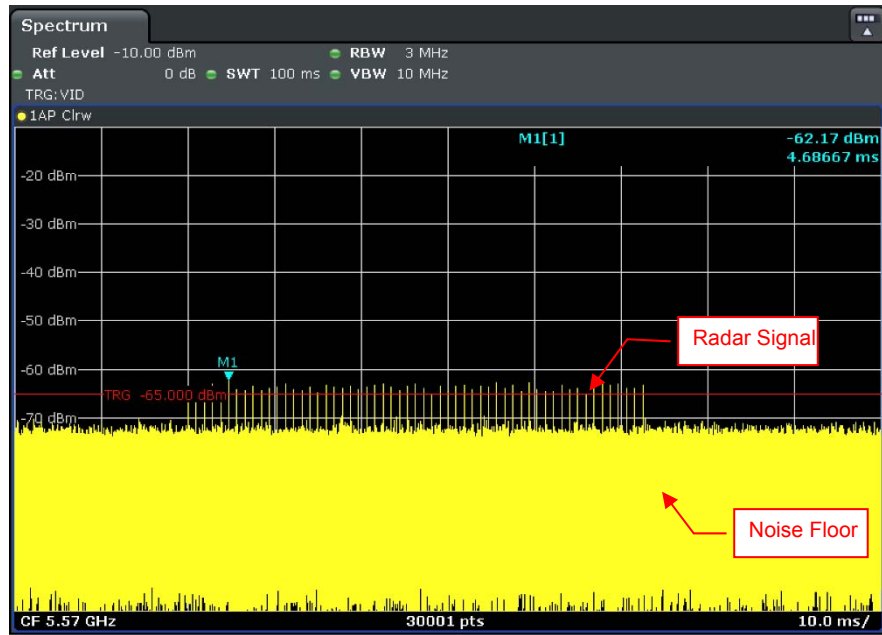 Spectrum
Ref Level -10.00 dBm RBW 3 MHz
Att 0 dB SWT 100 ms VBW 10 MHz
TRG:VID
1AP Clrw
M1[1] -62.17 dBm
4.68667 ms
-20 dBm
-30 dBm
-40 dBm
-50 dBm
Radar Signal
-60 dBm
M1
TRG -65.000 dBm
-70 dBm
Noise Floor
CF 5.57 GHz 30001 pts 10.0 ms/